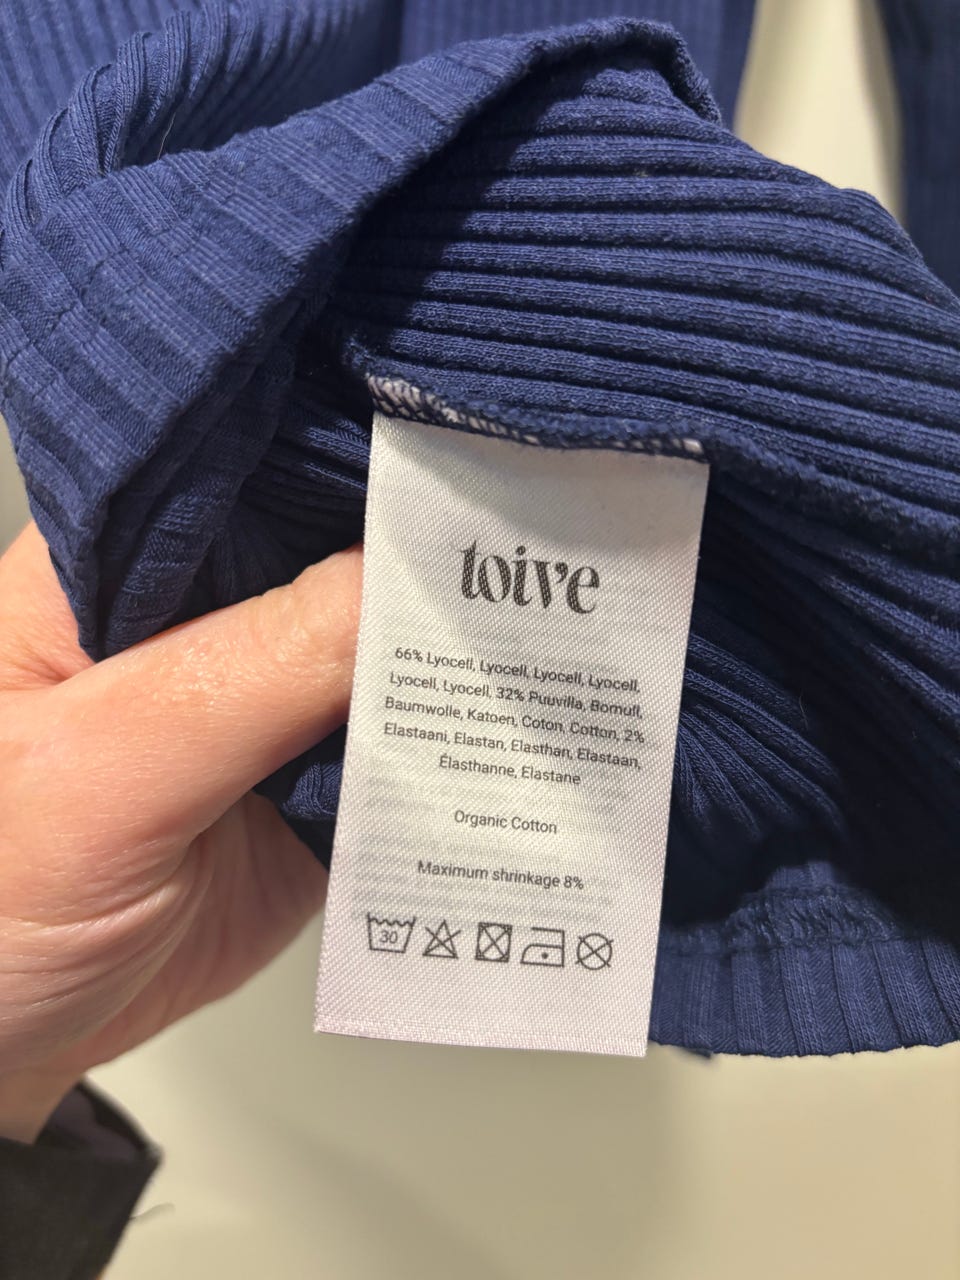 toive
66% Lyocell, Lyocell, Lyocell, Lyocell,
Lyocell, Lyocell, 32% Puuvilla, Bomull,
Baumwolle, Katoen, Coton, Cotton, 2%
Elastaani, Elastan, Elasthan, Elastaan,
Élasthanne, Elastane
Organic Cotton
Maximum shrinkage 8%
30